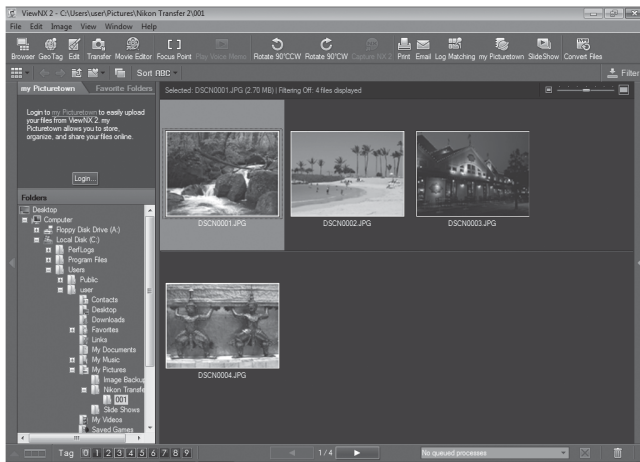 ViewNX 2 - C:\Users\user\Pictures\Nikon Transfer 2\001
File Edit Image View Window Help
Browser GeoTag Edit Transfer Movie Editor Focus Point Play Voice Memo Rotate 90°CCW Rotate 90°CW Capture NX 2 Print Email Log Matching my Picturetown SlideShow Convert Files
Sort ABC Filter
my Picturetown Favorite Folders
Selected: DSCN0001.JPG (2.70 MB) | Filtering Off: 4 files displayed
Login to my Picturetown to easily upload
your files from ViewNX 2. my
Picturetown allows you to store,
organize, and share your files online.
Login...
DSCN0001.JPG DSCN0002.JPG DSCN0003.JPG
Folders
Desktop
Computer
Floppy Disk Drive (A:)
Local Disk (C:)
PerfLogs
Program Files
Users
Public
user
Contacts
Desktop
Downloads
Favorites
Links
My Documents
My Music
My Pictures
Image Backup
Nikon Transfe
001
Slide Shows
My Videos
Saved Games
DSCN0004.JPG
Tag 0 1 2 3 4 5 6 7 8 9
1/4
No queued processes